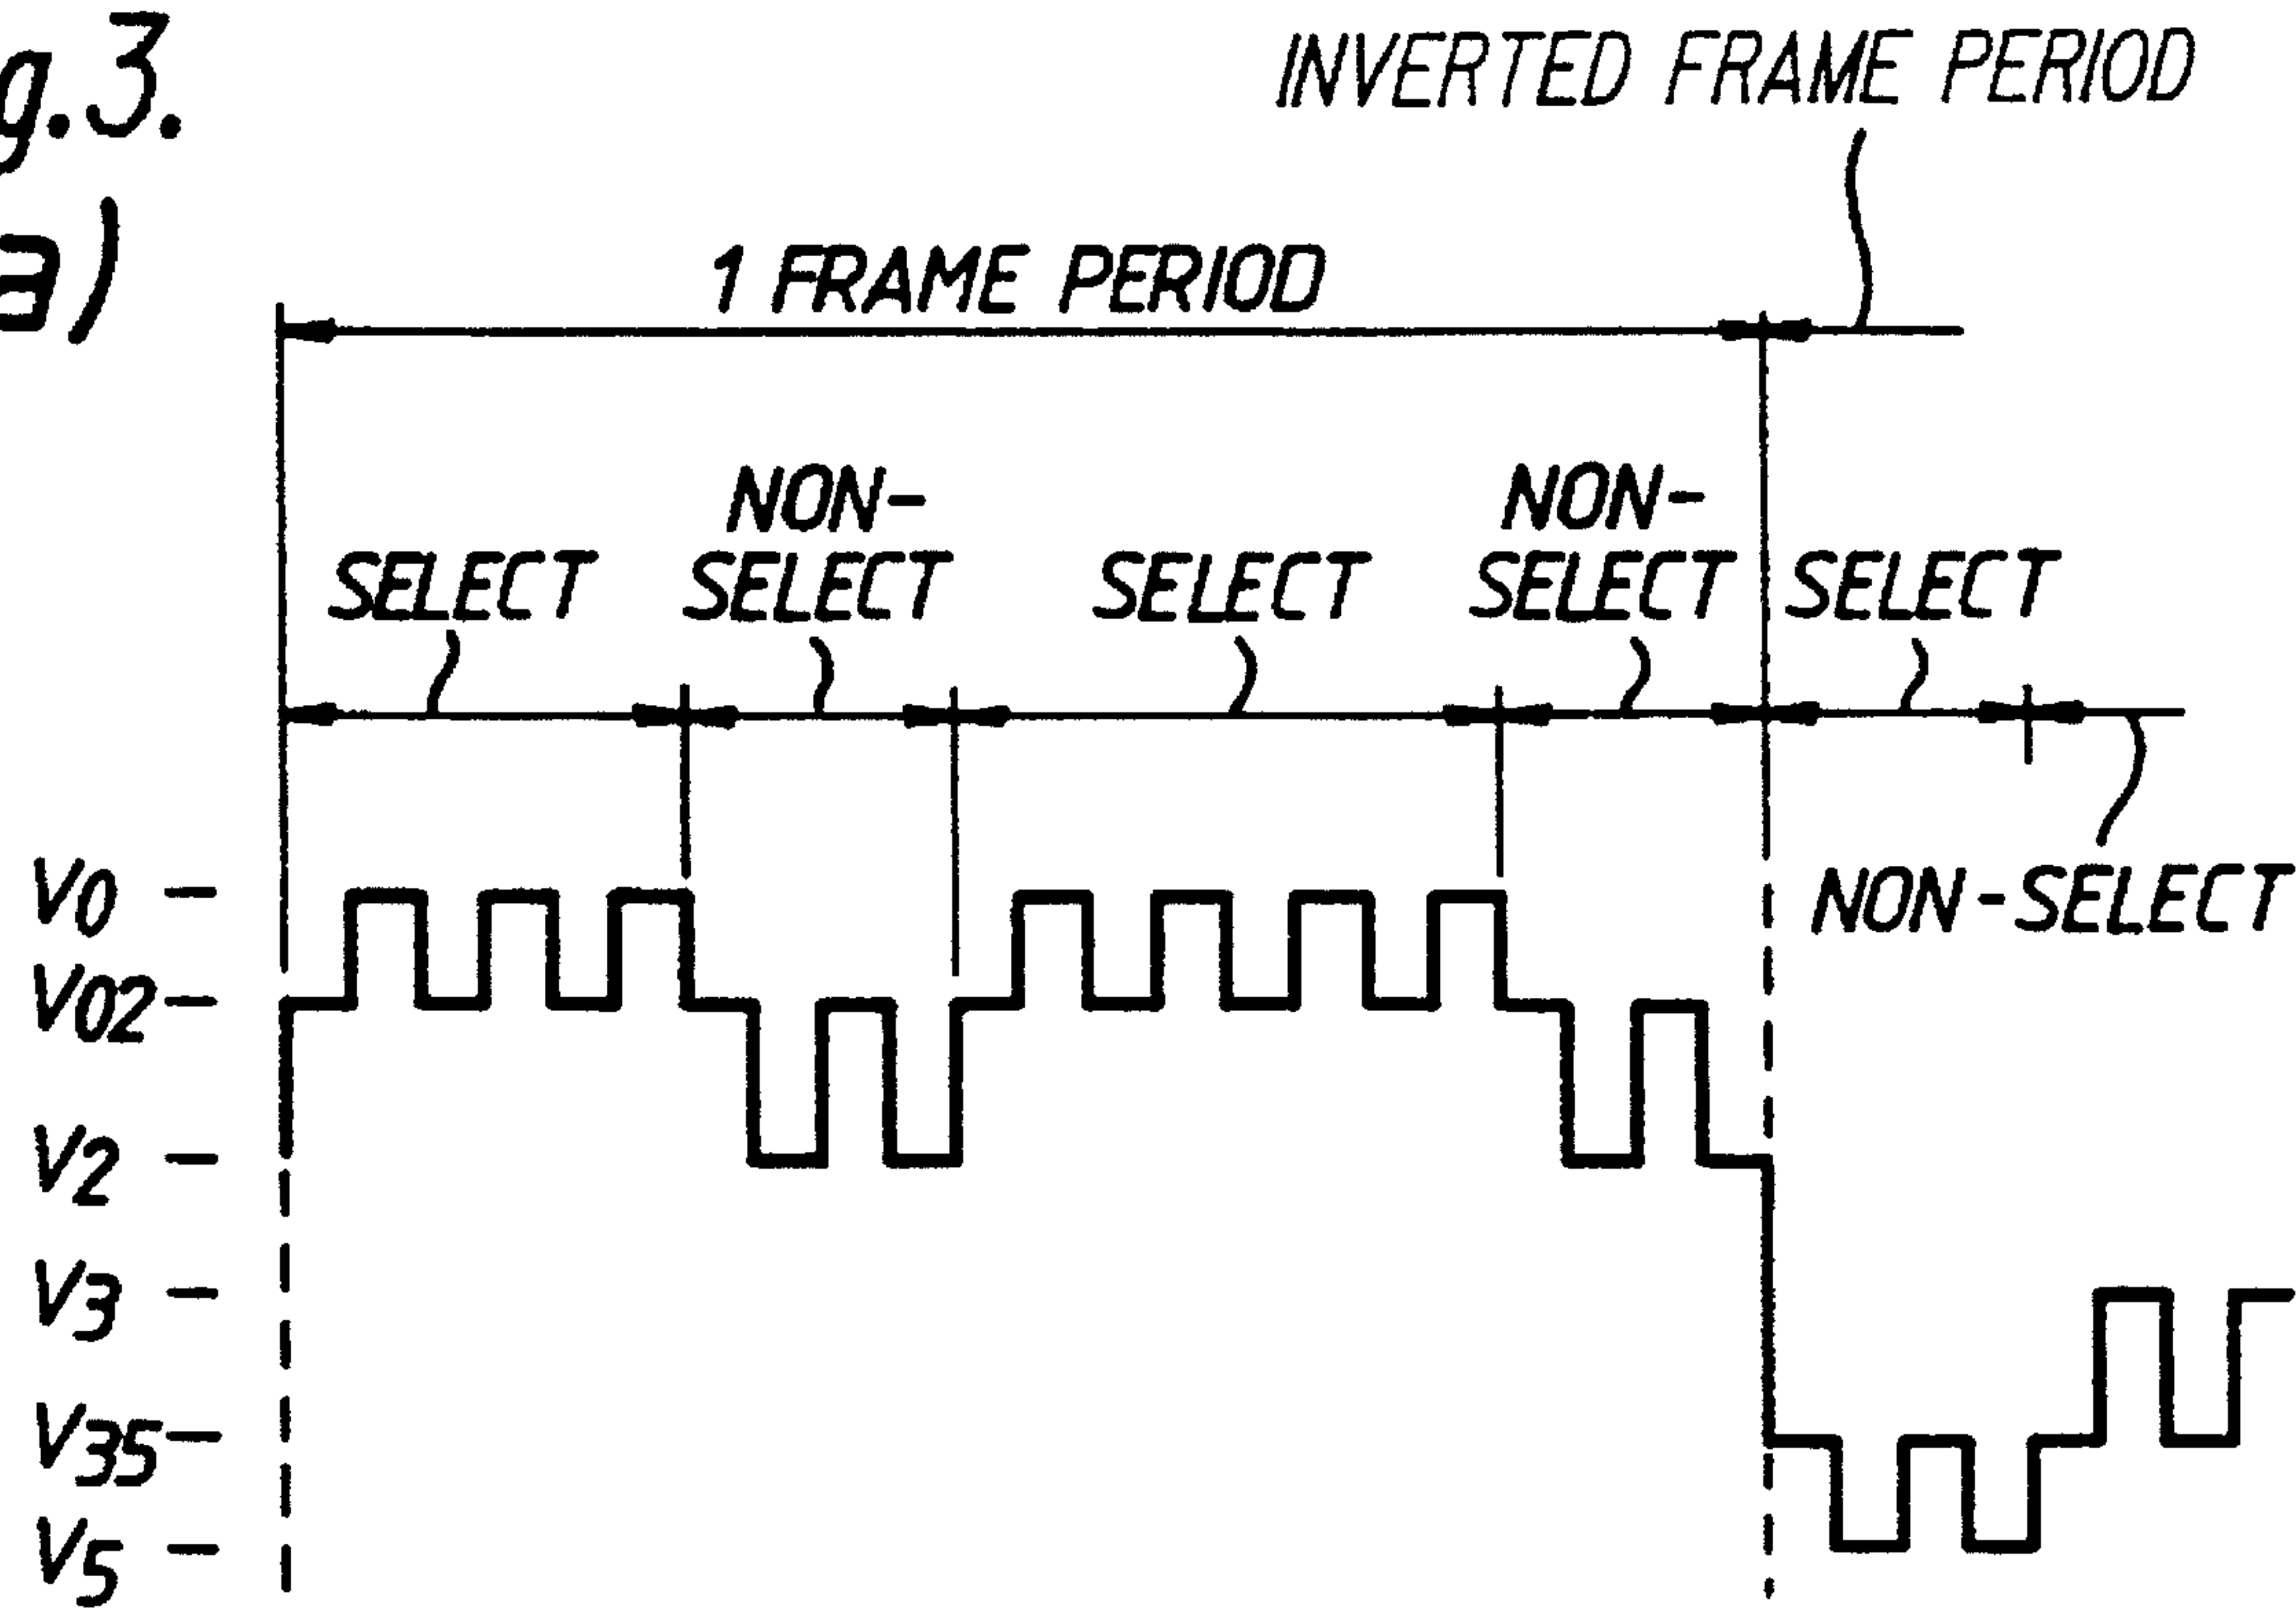 g.3.
a)
INVERTED FRAME PERIOD
1 FRAME PERIOD
NON-
SELECT
SELECT
NON-
SELECT
SELECT
SELECT
NON-SELECT
V0
V02
V2
V3
V35
V5